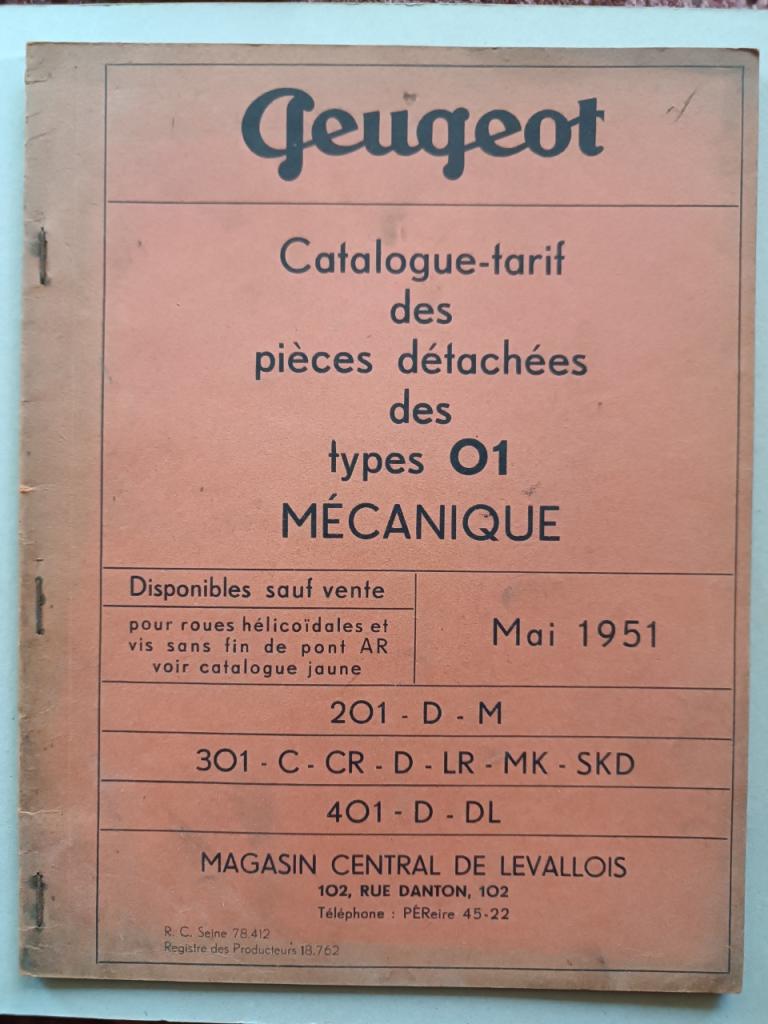 Peugeot
Catalogue-tarif
des
pièces détachées
des
types 01
MÉCANIQUE
Disponibles sauf vente
pour roues hélicoïdales et
vis sans fin de pont AR
voir catalogue jaune
Mai 1951
201 - D - M
301 - C - CR - D - LR - MK - SKD
401 - D - DL
MAGASIN CENTRAL DE LEVALLOIS
102, RUE DANTON, 102
Téléphone : PÉReire 45-22
R. C. Seine 78.412
Registre des Producteurs 18.762